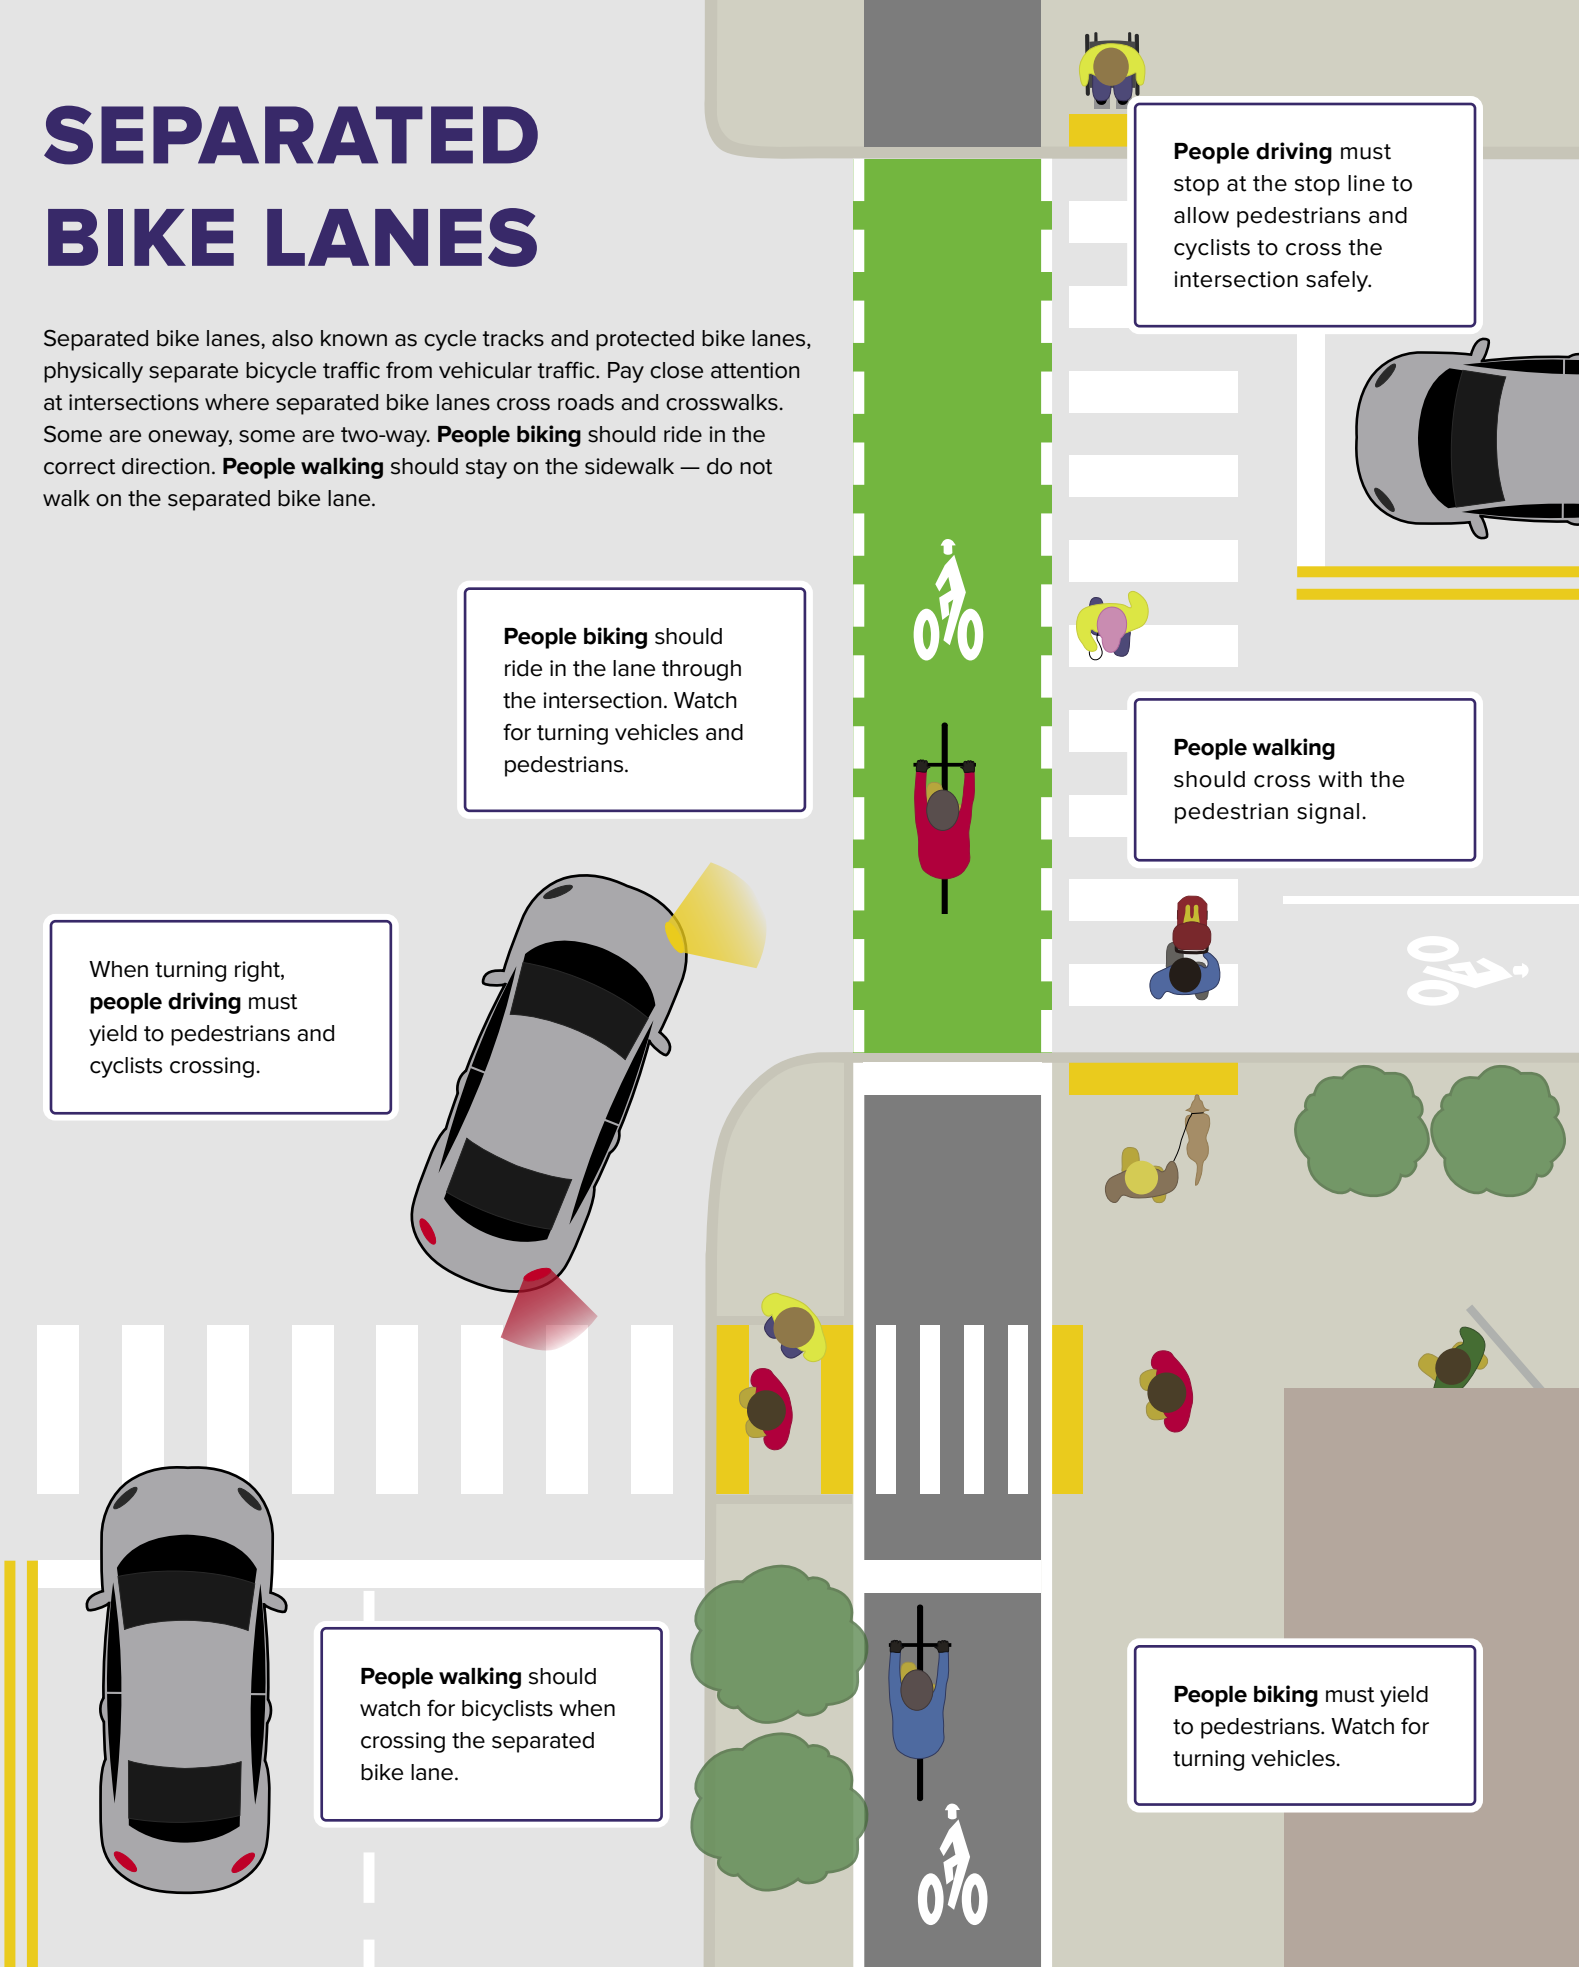 SEPARATED
BIKE LANES
Separated bike lanes, also known as cycle tracks and protected bike lanes,
physically separate bicycle traffic from vehicular traffic. Pay close attention
at intersections where separated bike lanes cross roads and crosswalks.
Some are oneway, some are two-way. People biking should ride in the
correct direction. People walking should stay on the sidewalk — do not
walk on the separated bike lane.
People driving must
stop at the stop line to
allow pedestrians and
cyclists to cross the
intersection safely.
People biking should
ride in the lane through
the intersection. Watch
for turning vehicles and
pedestrians.
People walking
should cross with the
pedestrian signal.
When turning right,
people driving must
yield to pedestrians and
cyclists crossing.
People walking should
watch for bicyclists when
crossing the separated
bike lane.
People biking must yield
to pedestrians. Watch for
turning vehicles.